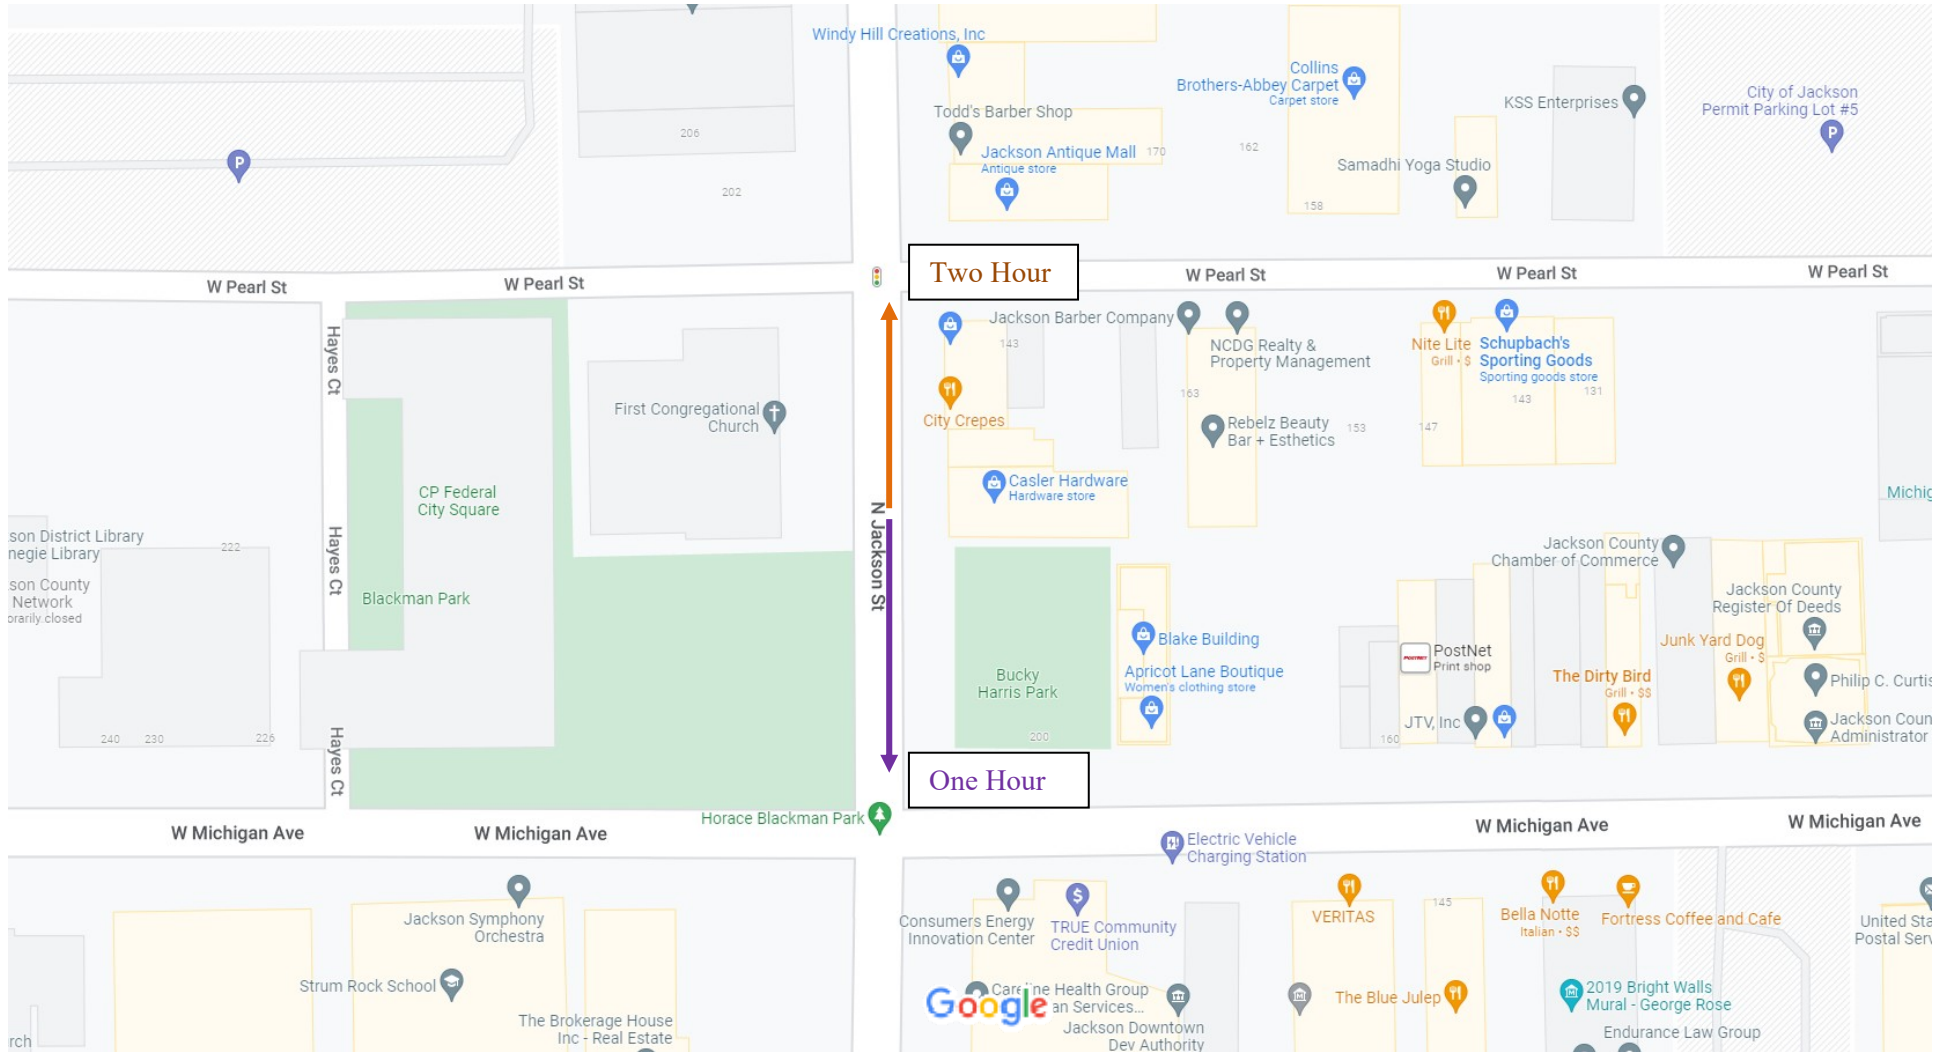 Windy Hill Creations, Inc
Collins
Brothers-Abbey Carpet
Carpet store
KSS Enterprises
City of Jackson
Permit Parking Lot #5
P
P
Todd's Barber Shop
206
Jackson Antique Mall
Antique store
170
162
Samadhi Yoga Studio
202
158
W Pearl St
W Pearl St
Two Hour
W Pearl St
W Pearl St
W Pearl St
Hayes Ct
Jackson Barber Company
143
NCDG Realty &
Property Management
Nite Lite
Grill • $
Schupbach's
Sporting Goods
Sporting goods store
143
131
163
147
153
First Congregational
Church
City Crepes
Rebelz Beauty
Bar + Esthetics
CP Federal
City Square
Casler Hardware
Hardware store
N Jackson St
Michig
son District Library
negie Library
222
Hayes Ct
son County
Network
orarily closed
Blackman Park
Jackson County
Chamber of Commerce
Jackson County
Register Of Deeds
Blake Building
PostNet
Print shop
POSTNET
Junk Yard Dog
Grill • $
Bucky
Harris Park
Apricot Lane Boutique
Women's clothing store
The Dirty Bird
Grill • $$
Philip C. Curtis
JTV, Inc
Jackson Coun
Administrator
240
230
226
200
160
Hayes Ct
One Hour
Horace Blackman Park
W Michigan Ave
W Michigan Ave
W Michigan Ave
W Michigan Ave
Electric Vehicle
Charging Station
Jackson Symphony
Orchestra
Consumers Energy
Innovation Center
$
TRUE Community
Credit Union
VERITAS
145
Bella Notte
Italian • $$
Fortress Coffee and Cafe
United Sta
Postal Serv
Strum Rock School
Google
Health Group
an Services...
The Blue Julep
2019 Bright Walls
Mural - George Rose
The Brokerage House
Inc - Real Estate
Jackson Downtown
Dev Authority
Endurance Law Group
rch